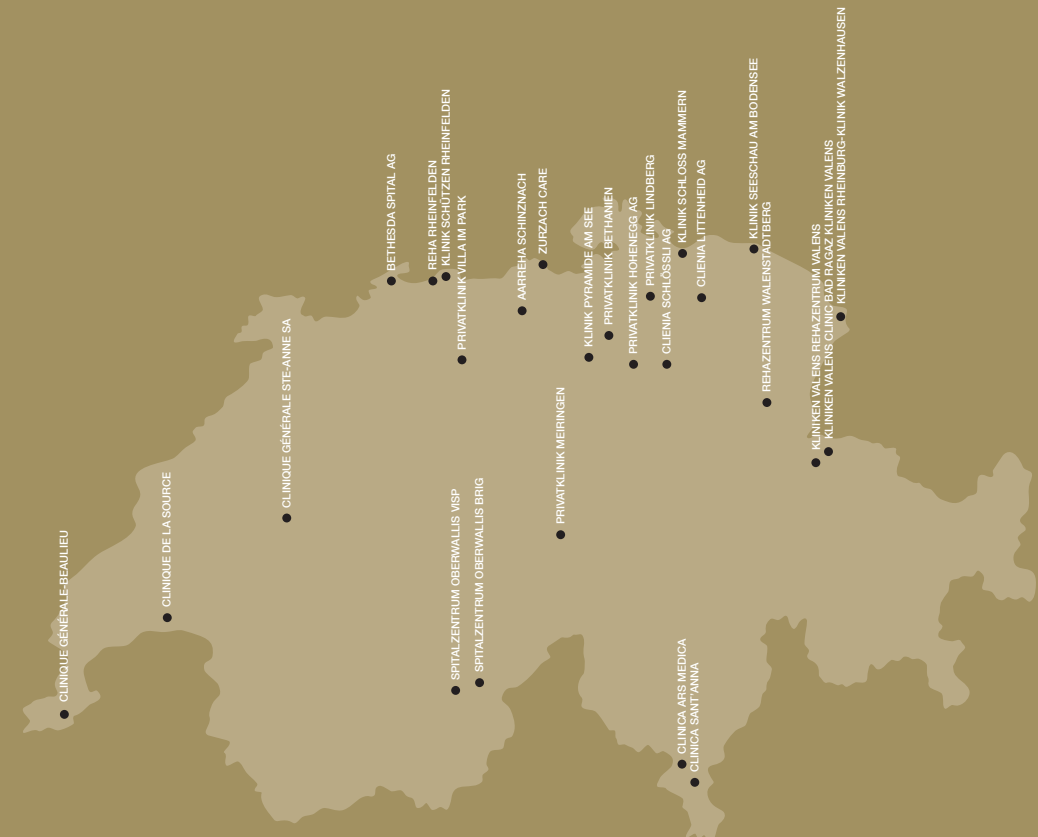 CLINIQUE GÉNÉRALE-BEAULIEU
CLINIQUE DE LA SOURCE
CLINIQUE GÉNÉRALE STE-ANNE SA
BETHESDA SPITAL AG
REHA RHEINFELDEN
KLINIK SCHÜTZEN RHEINFELDEN
SPITALZENTRUM OBERWALLIS VISP
PRIVATKLINIK VILLA IM PARK
SPITALZENTRUM OBERWALLIS BRIG
AARREHA SCHINZNACH
ZURZACH CARE
PRIVATKLINIK MEIRINGEN
KLINIK PYRAMIDE AM SEE
PRIVATKLINIK BETHANIEN
PRIVATKLINIK HOHENEGG AG
PRIVATKLINIK LINDBERG
CLIENIA SCHLÖSSLI AG
KLINIK SCHLOSS MAMMERN
CLINICA ARS MEDICA
CLINICA SANT'ANNA
CLIENIA LITTENHEID AG
KLINIK SEESCHAU AM BODENSEE
REHAZENTRUM WALENSTADTBERG
KLINIKEN VALENS REHAZENTRUM VALENS
KLINIKEN VALENS CLINIC BAD RAGAZ KLINIKEN VALENS
KLINIKEN VALENS RHEINBURG-KLINIK WALZENHAUSEN